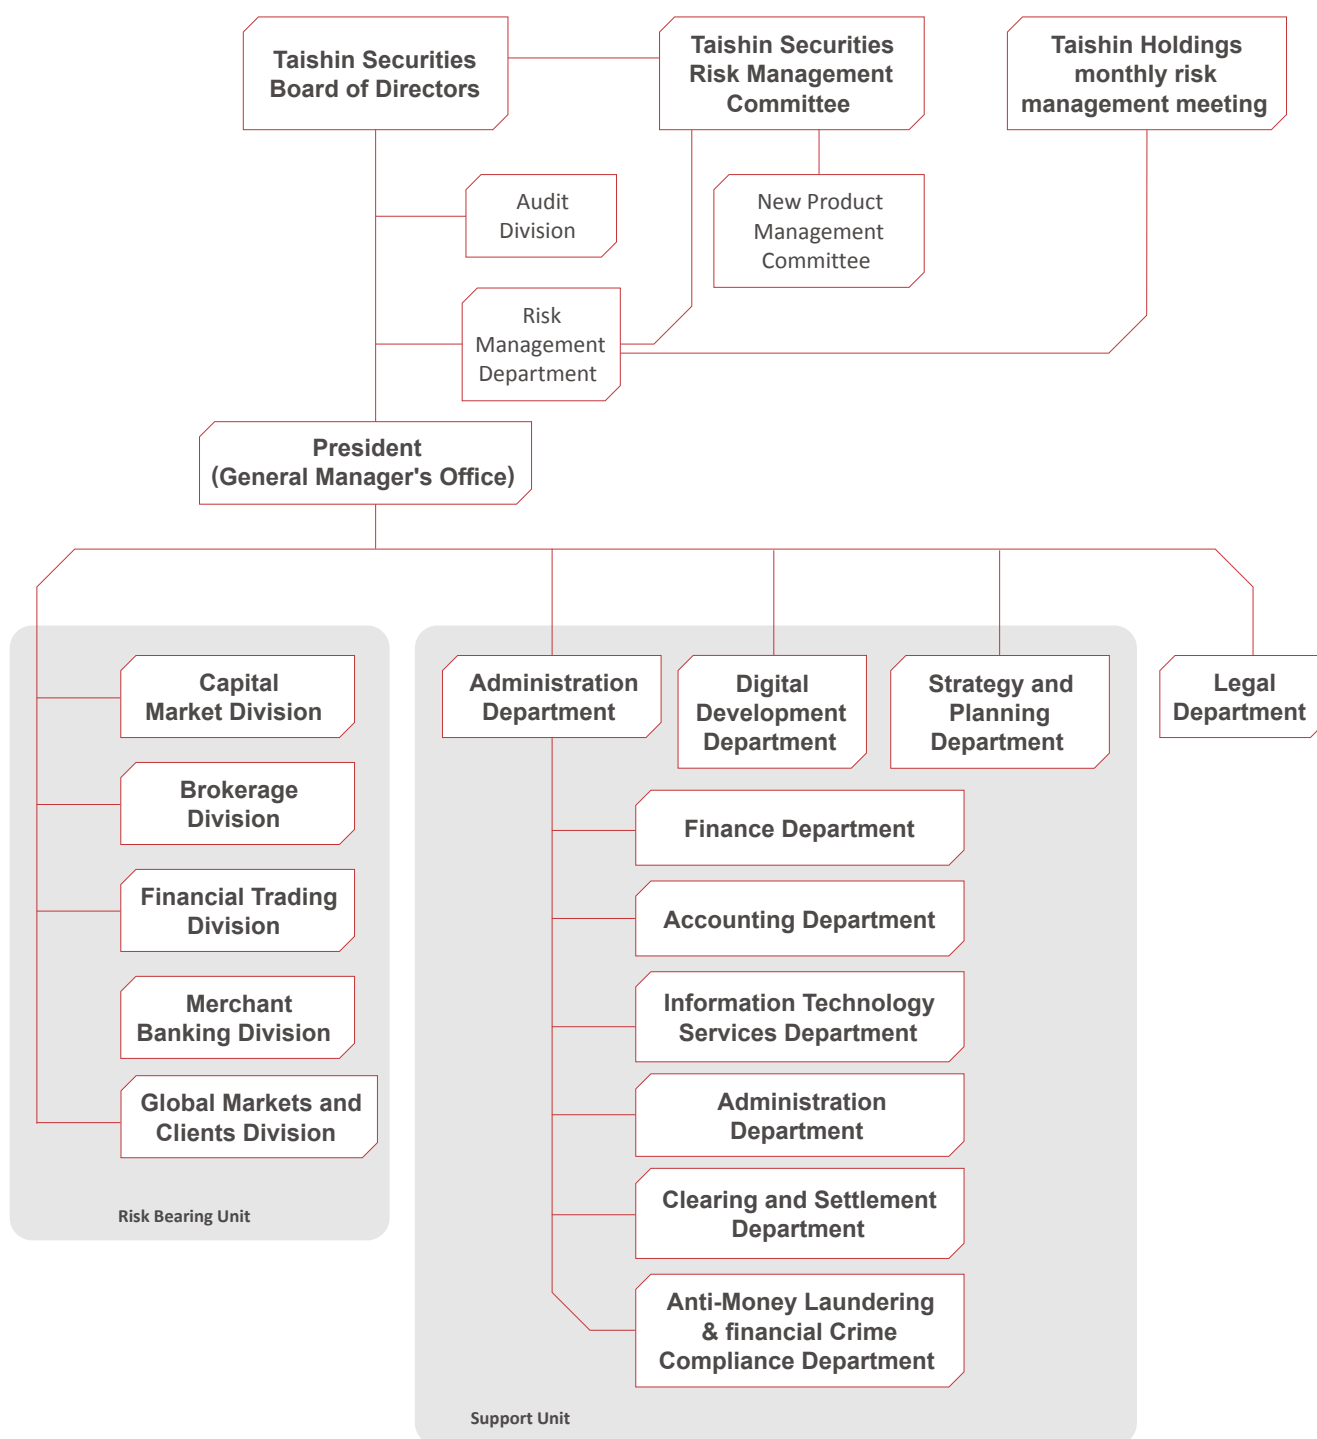 Taishin Securities
Board of Directors
Taishin Securities
Risk Management
Committee
Taishin Holdings
monthly risk
management meeting
Audit
Division
New Product
Management
Committee
Risk
Management
Department
President
(General Manager's Office)
Capital
Market Division
Brokerage
Division
Financial Trading
Division
Merchant
Banking Division
Global Markets and
Clients Division
Risk Bearing Unit
Administration
Department
Digital
Development
Department
Strategy and
Planning
Department
Legal
Department
Finance Department
Accounting Department
Information Technology
Services Department
Administration
Department
Clearing and Settlement
Department
Anti-Money Laundering
& financial Crime
Compliance Department
Support Unit